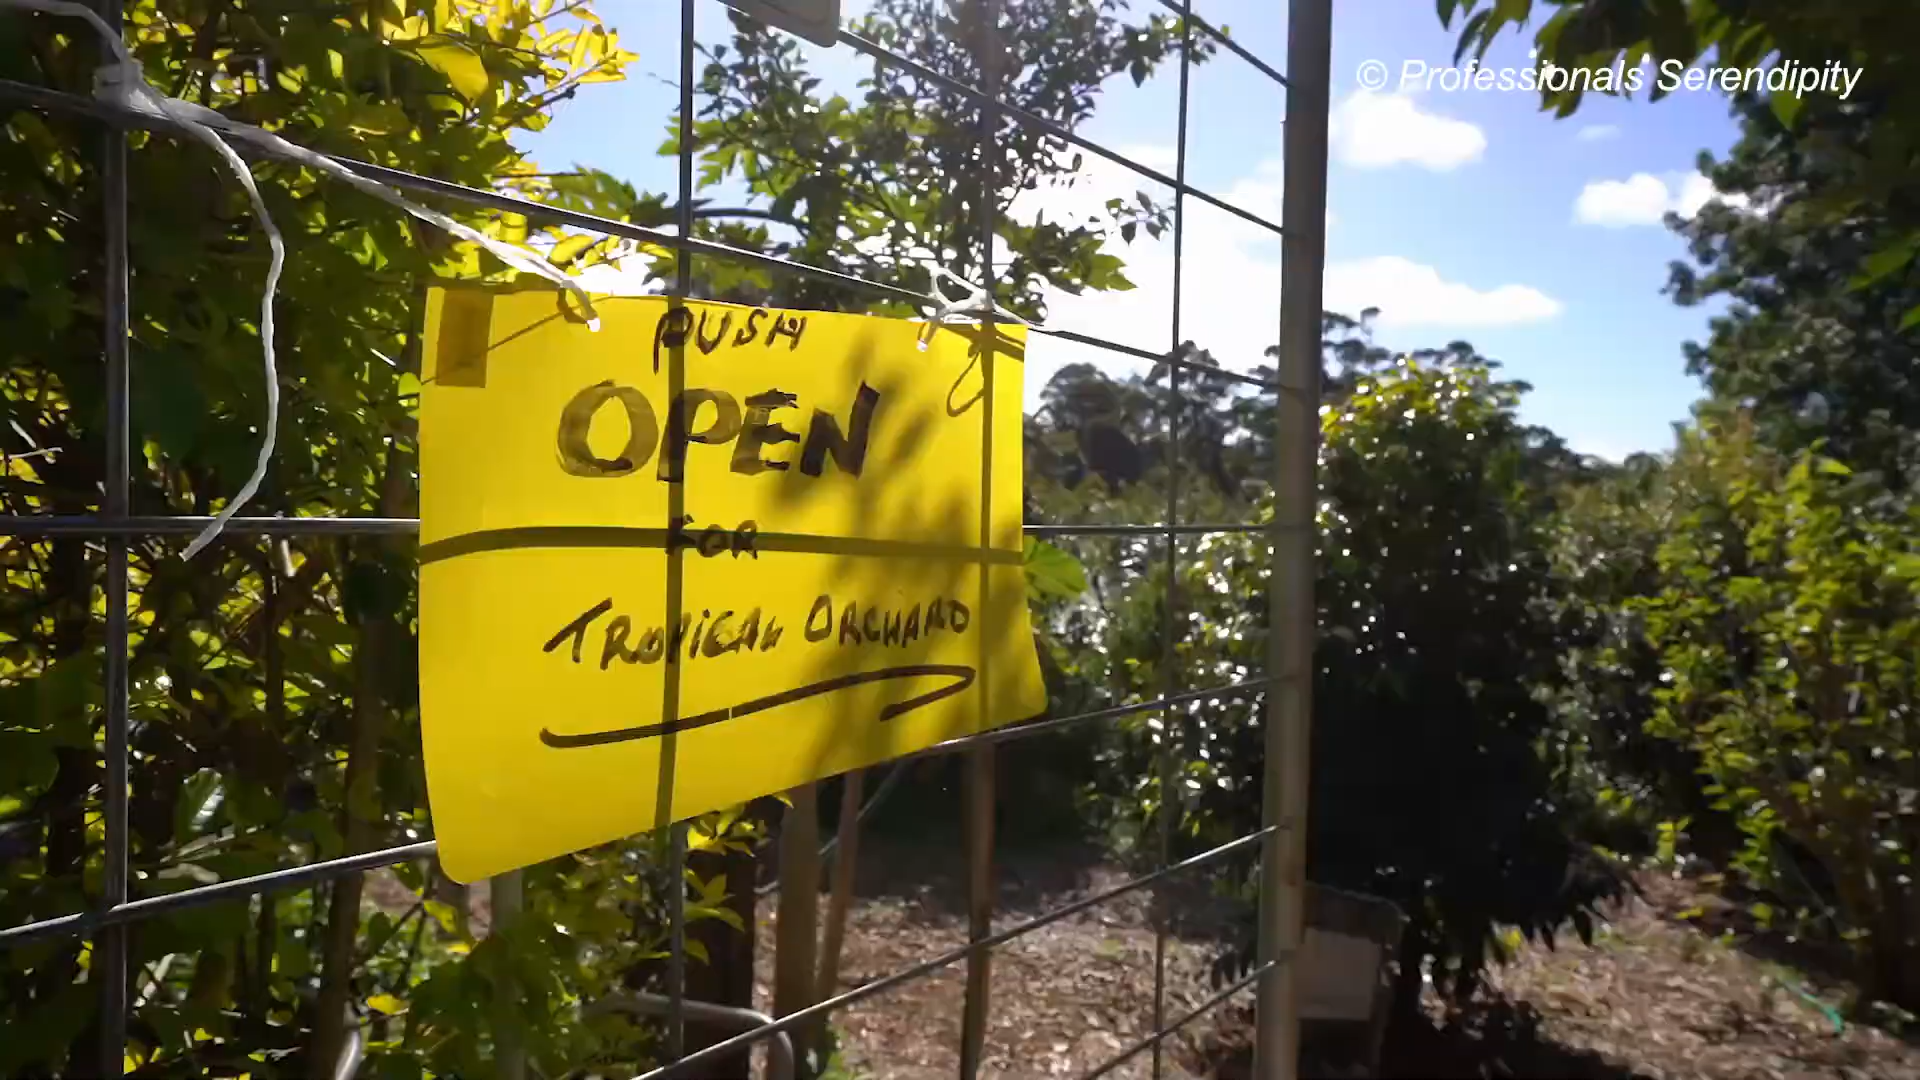 © Professionals Serendipity
PUSH
OPEN
FOR
TROPICAL ORCHARD